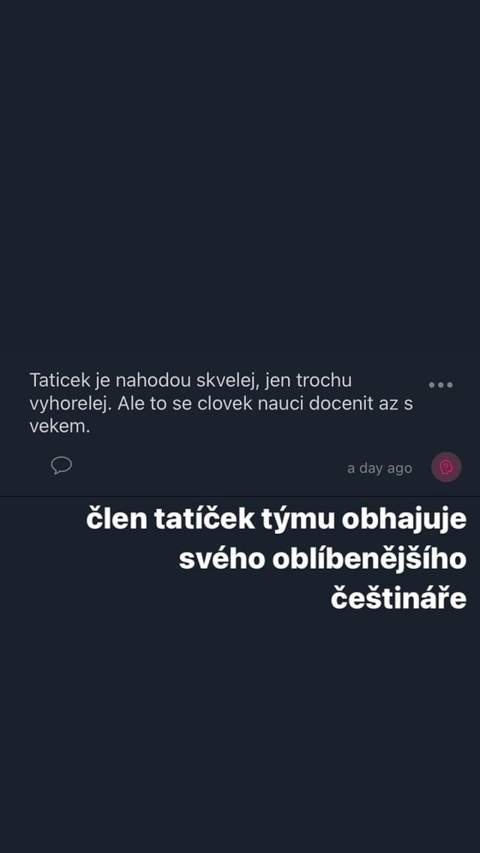 Taticek je nahodou skvelej, jen trochu
vyhorelej. Ale to se clovek nauci docenit az s
vekem.
a day ago
člen tatíček týmu obhajuje
svého oblíbenějšího
češtináře